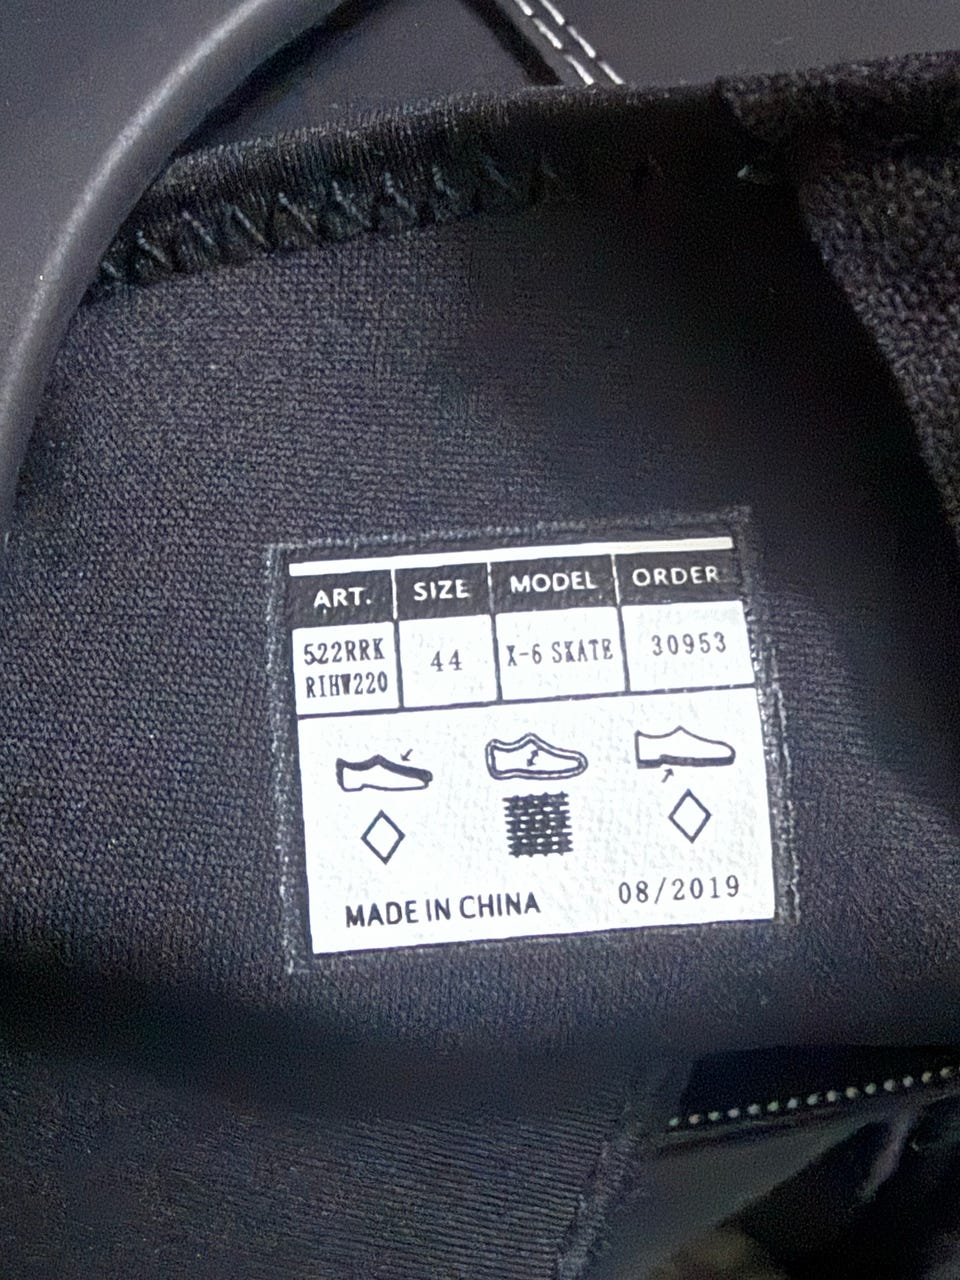 ART. SIZE MODEL ORDER
522RRK 44 X-6 SKATE 30953
RIHW220
MADE IN CHINA 08/2019